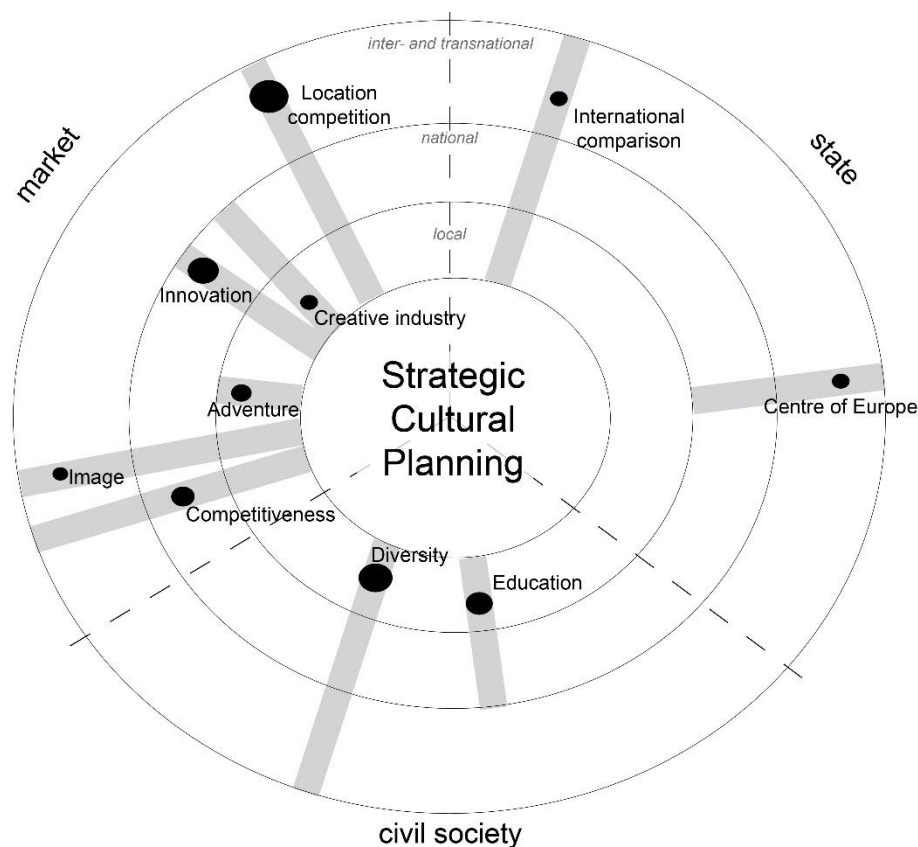 inter- and transnational
Location
competition
International
comparison
market
state
national
local
Innovation
Creative industry
Strategic
Cultural
Planning
Adventure
Centre of Europe
Image
Competitiveness
Diversity
Education
civil society